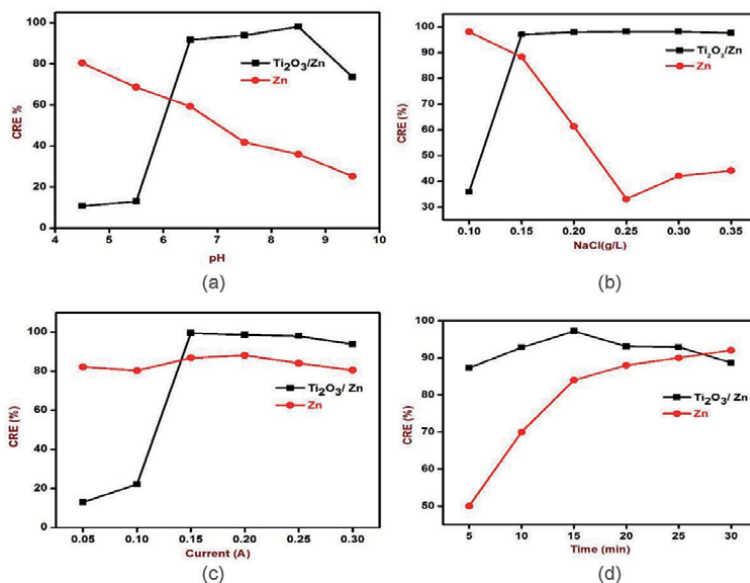 100
80
60
40
20
0
CRE %
Ti2O3/Zn
Zn
4 5 6 7 8 9 10
pH
(a)
100
90
80
70
60
50
40
30
CRE (%)
Ti2O3/Zn
Zn
0.10 0.15 0.20 0.25 0.30 0.35
NaCl(g/L)
(b)
100
80
60
40
20
0
CRE (%)
Ti2O3/ Zn
Zn
0.05 0.10 0.15 0.20 0.25 0.30
Current (A)
(c)
100
90
80
70
60
50
CRE (%)
Ti2O3/ Zn
Zn
5 10 15 20 25 30
Time (min)
(d)